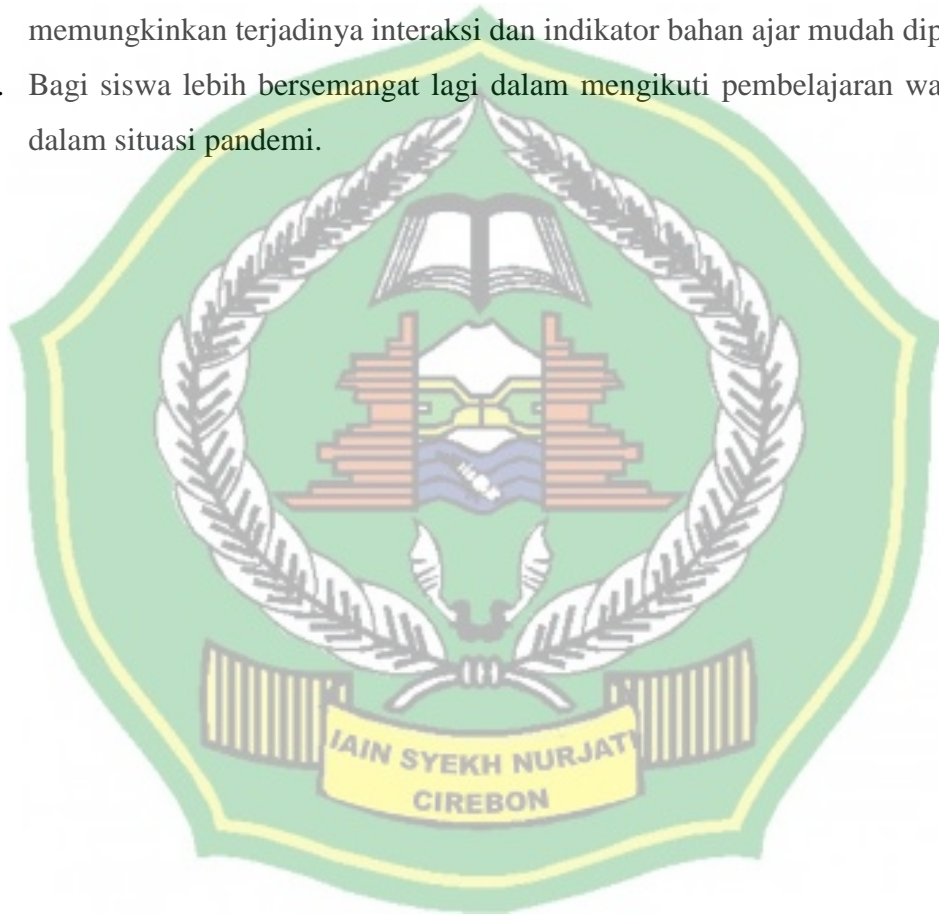 memungkinkan terjadinya interaksi dan indikator bahan ajar mudah
. Bagi siswa lebih bersemangat lagi dalam mengikuti pembelajaran
dalam situasi pandemi.
IAIN SYEKH NURJATI
CIREBON